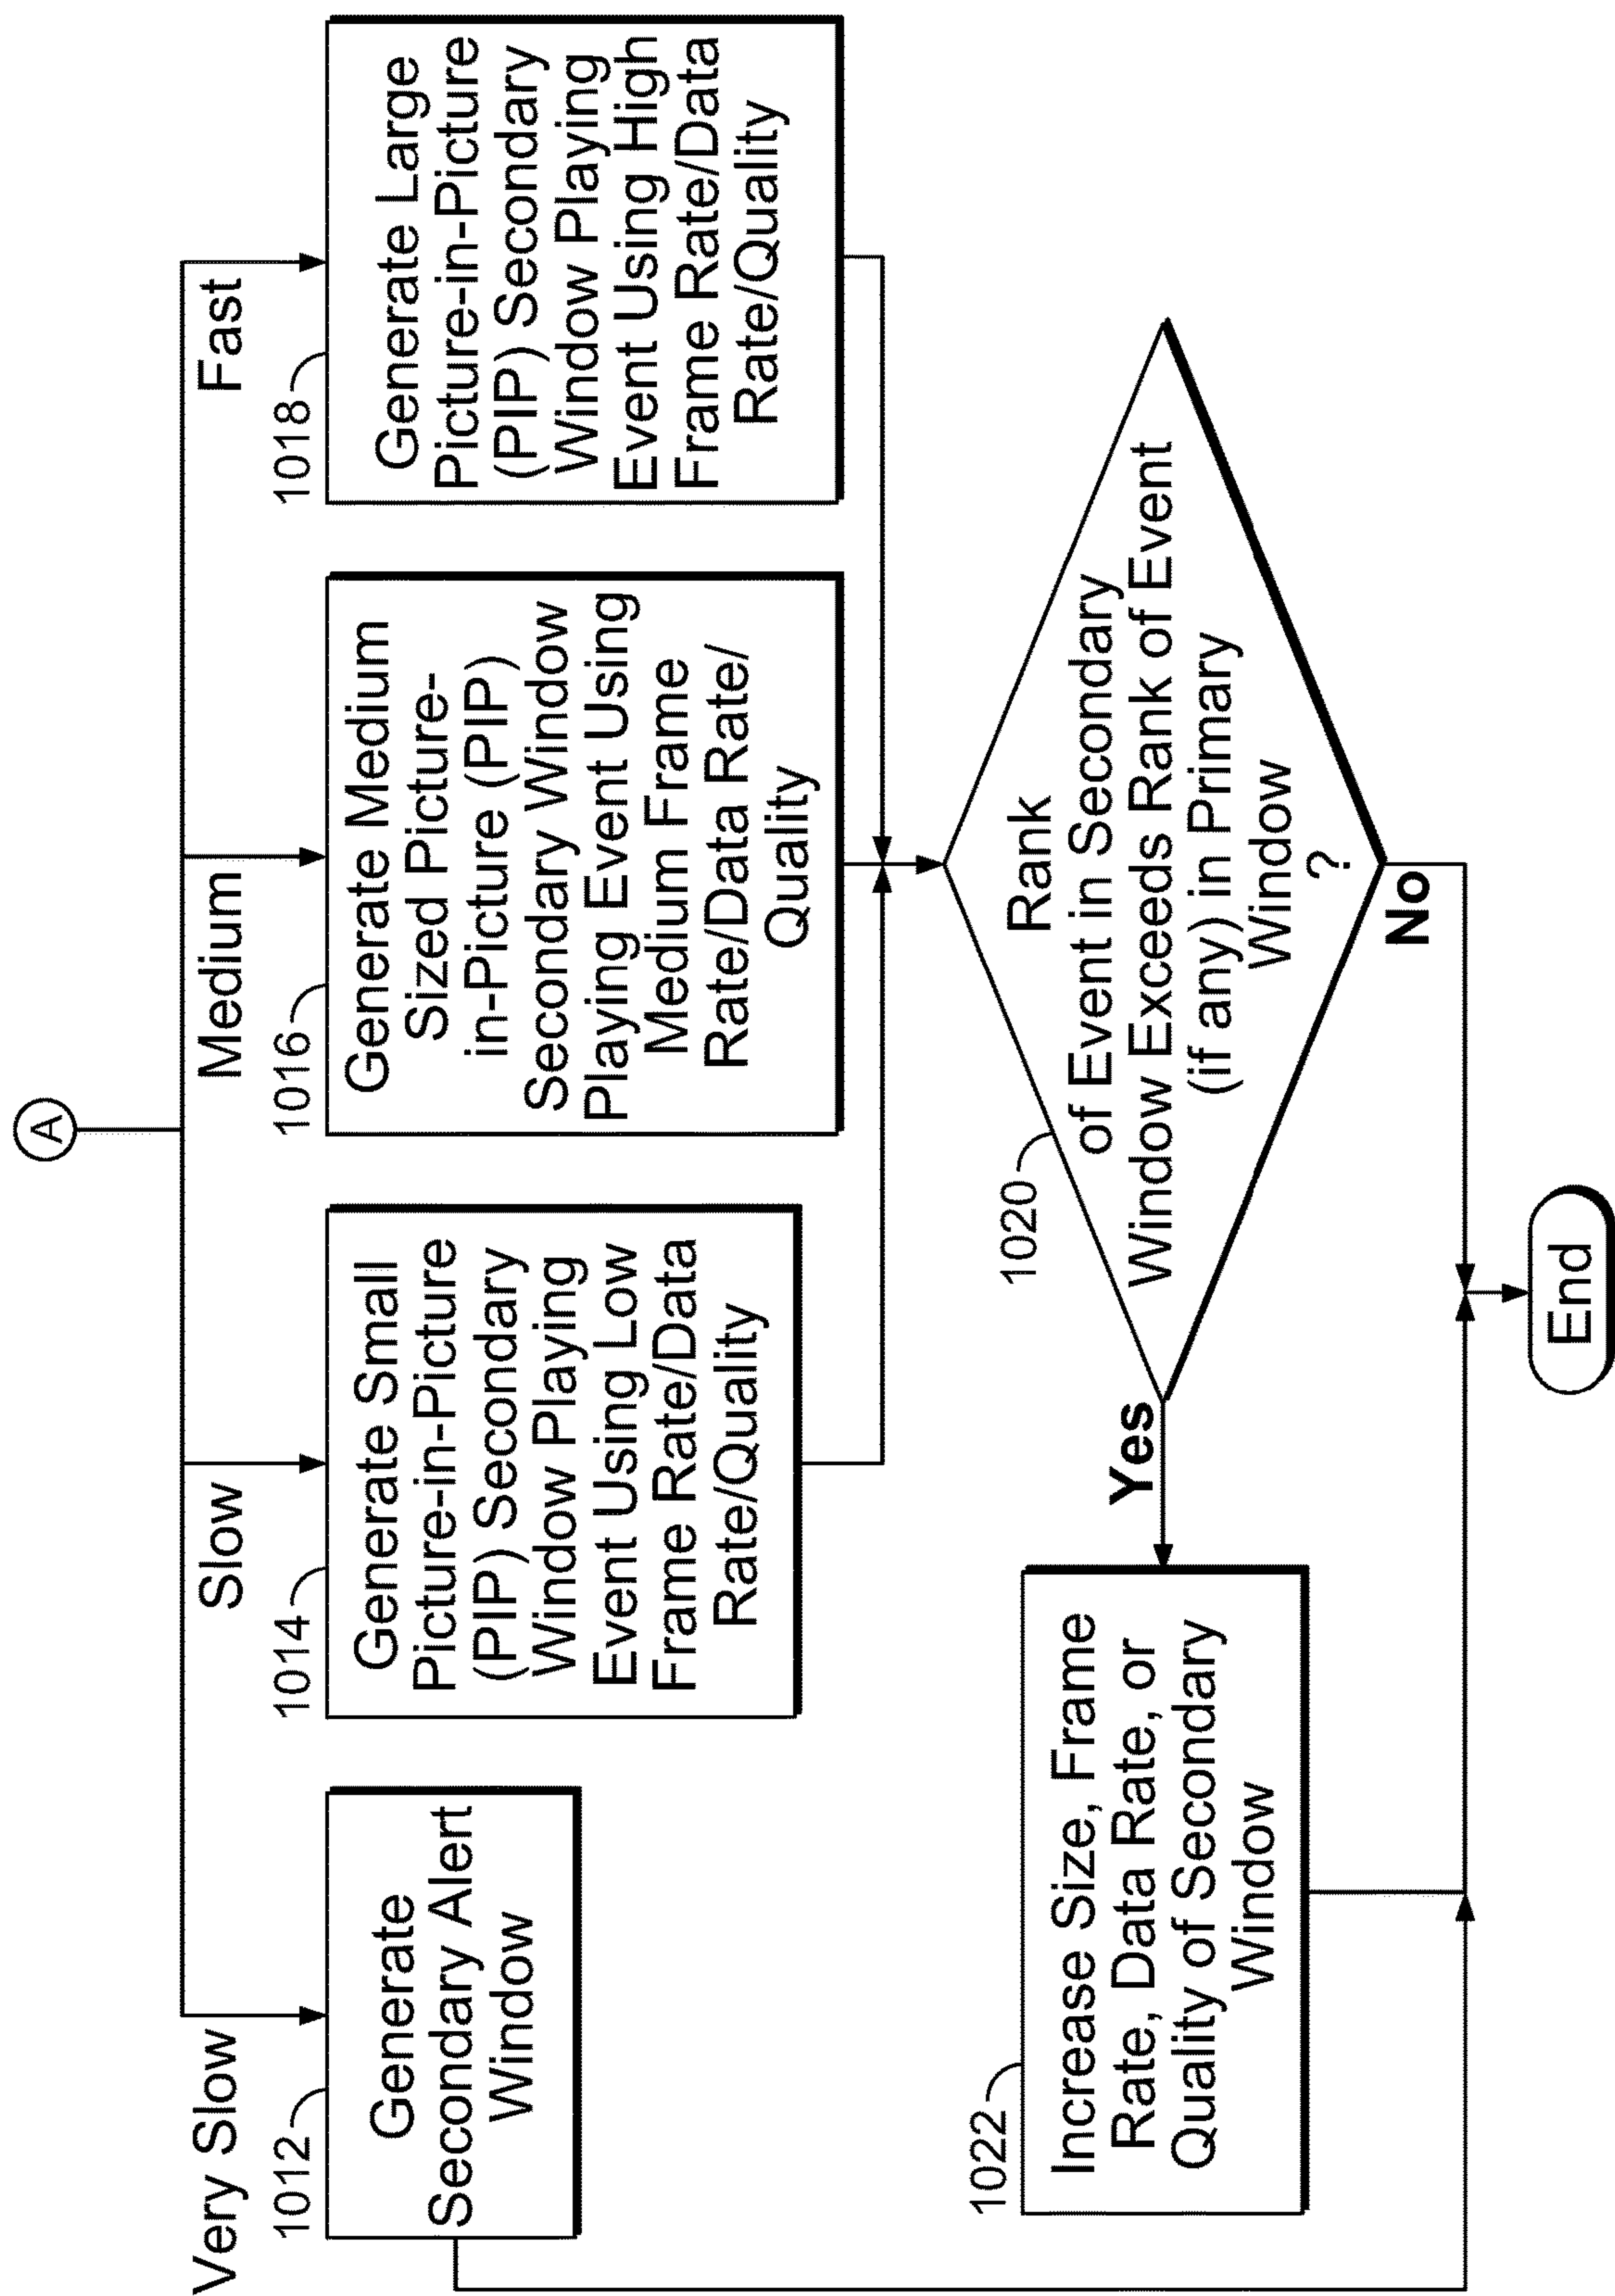 A
Very Slow
Slow
Medium
Fast
1012
Generate
Secondary Alert
Window
1014
Generate Small
Picture-in-Picture
(PIP) Secondary
Window Playing
Event Using Low
Frame Rate/Data
Rate/Quality
1016
Generate Medium
Sized Picture-
in-Picture (PIP)
Secondary Window
Playing Event Using
Medium Frame
Rate/Data Rate/
Quality
1018
Generate Large
Picture-in-Picture
(PIP) Secondary
Window Playing
Event Using High
Frame Rate/Data
Rate/Quality
1020
Rank
of Event in Secondary
Window Exceeds Rank of Event
(if any) in Primary
Window
?
Yes
No
1022
Increase Size, Frame
Rate, Data Rate, or
Quality of Secondary
Window
End